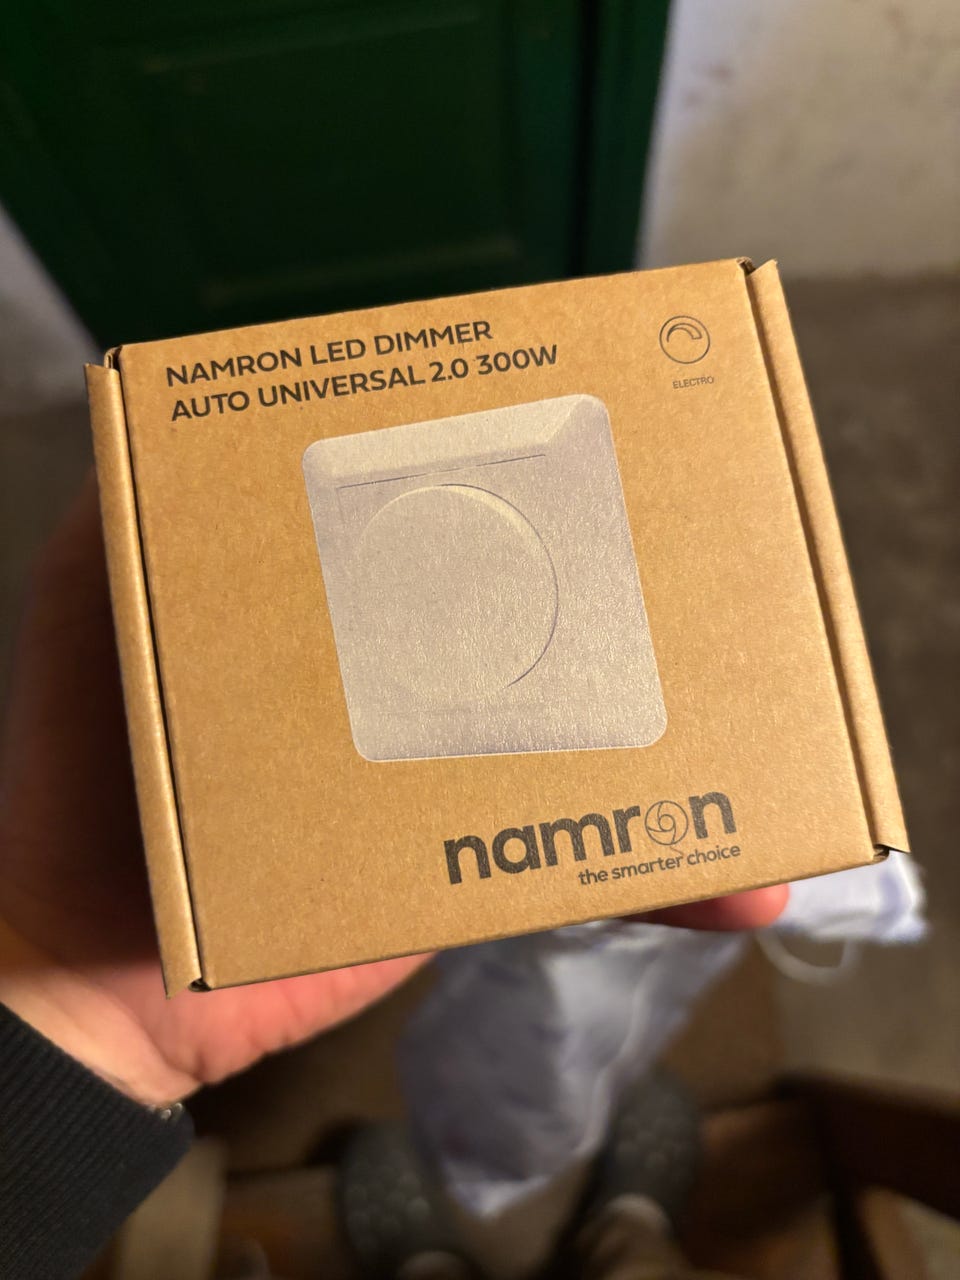 NAMRON LED DIMMER
AUTO UNIVERSAL 2.0 300W
ELECTRO
namron
the smarter choice